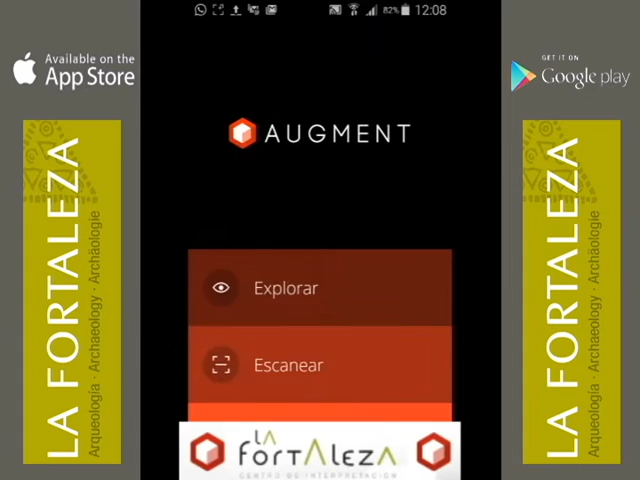 82% 12:08
Available on the
App Store
GET IT ON
Google play
AUGMENT
Explorar
Escanear
LA FORTALEZA
Arqueología · Archaeology · Archäologie
LA FORTALEZA
Arqueología · Archaeology · Archäologie
LA
fortALEZA
CENTRO DE INTERPRETACIÓN